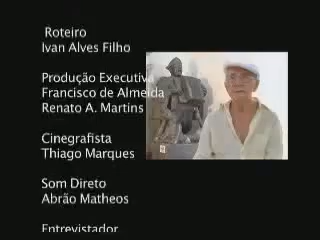 Roteiro
Ivan Alves Filho
Produção Executiva
Francisco de Almeida
Renato A. Martins
Cinegrafista
Thiago Marques
Som Direto
Abrão Matheos
Entrevistador